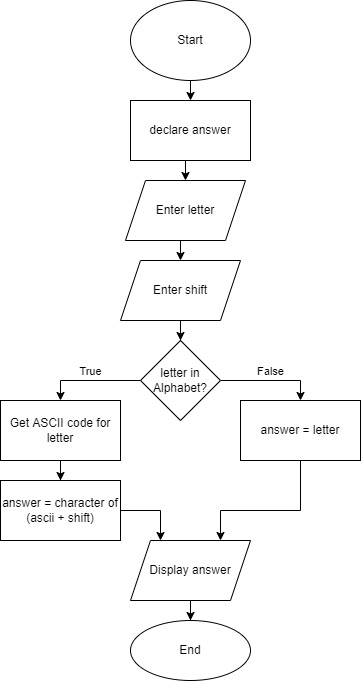 Start
declare answer
Enter letter
Enter shift
letter in
Alphabet?
True
False
Get ASCII code for
letter
answer = letter
answer = character of
(ascii + shift)
Display answer
End